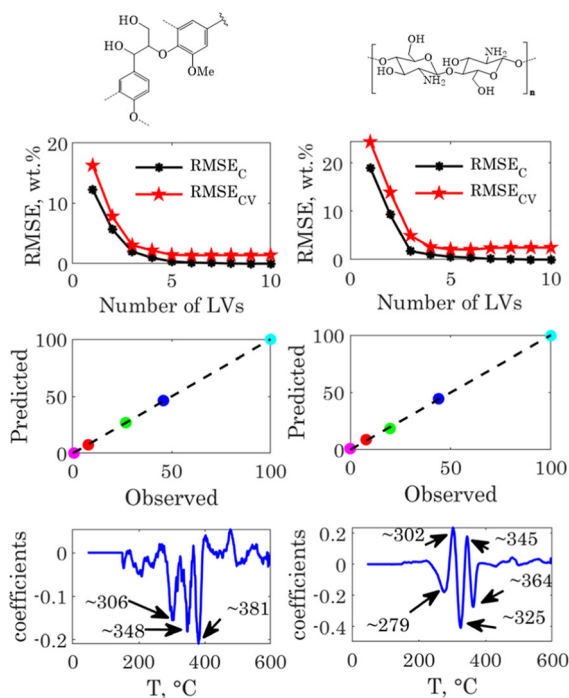 HO
HO
O
OMe
O
OH
O
HO
NH2
O
O
HO
NH2
O
O
HO
n
20
10
0
RMSE, wt.%
RMSEC
RMSECV
0 5 10
Number of LVs
20
10
0
RMSE, wt.%
RMSEC
RMSECV
0 5 10
Number of LVs
100
50
0
Predicted
0 50 100
Observed
100
50
0
Predicted
0 50 100
Observed
0
-0.1
-0.2
coefficients
~306
~348
~381
0 200 400 600
T, °C
0.2
0
-0.2
-0.4
coefficients
~302
~345
~364
~279
~325
0 200 400 600
T, °C